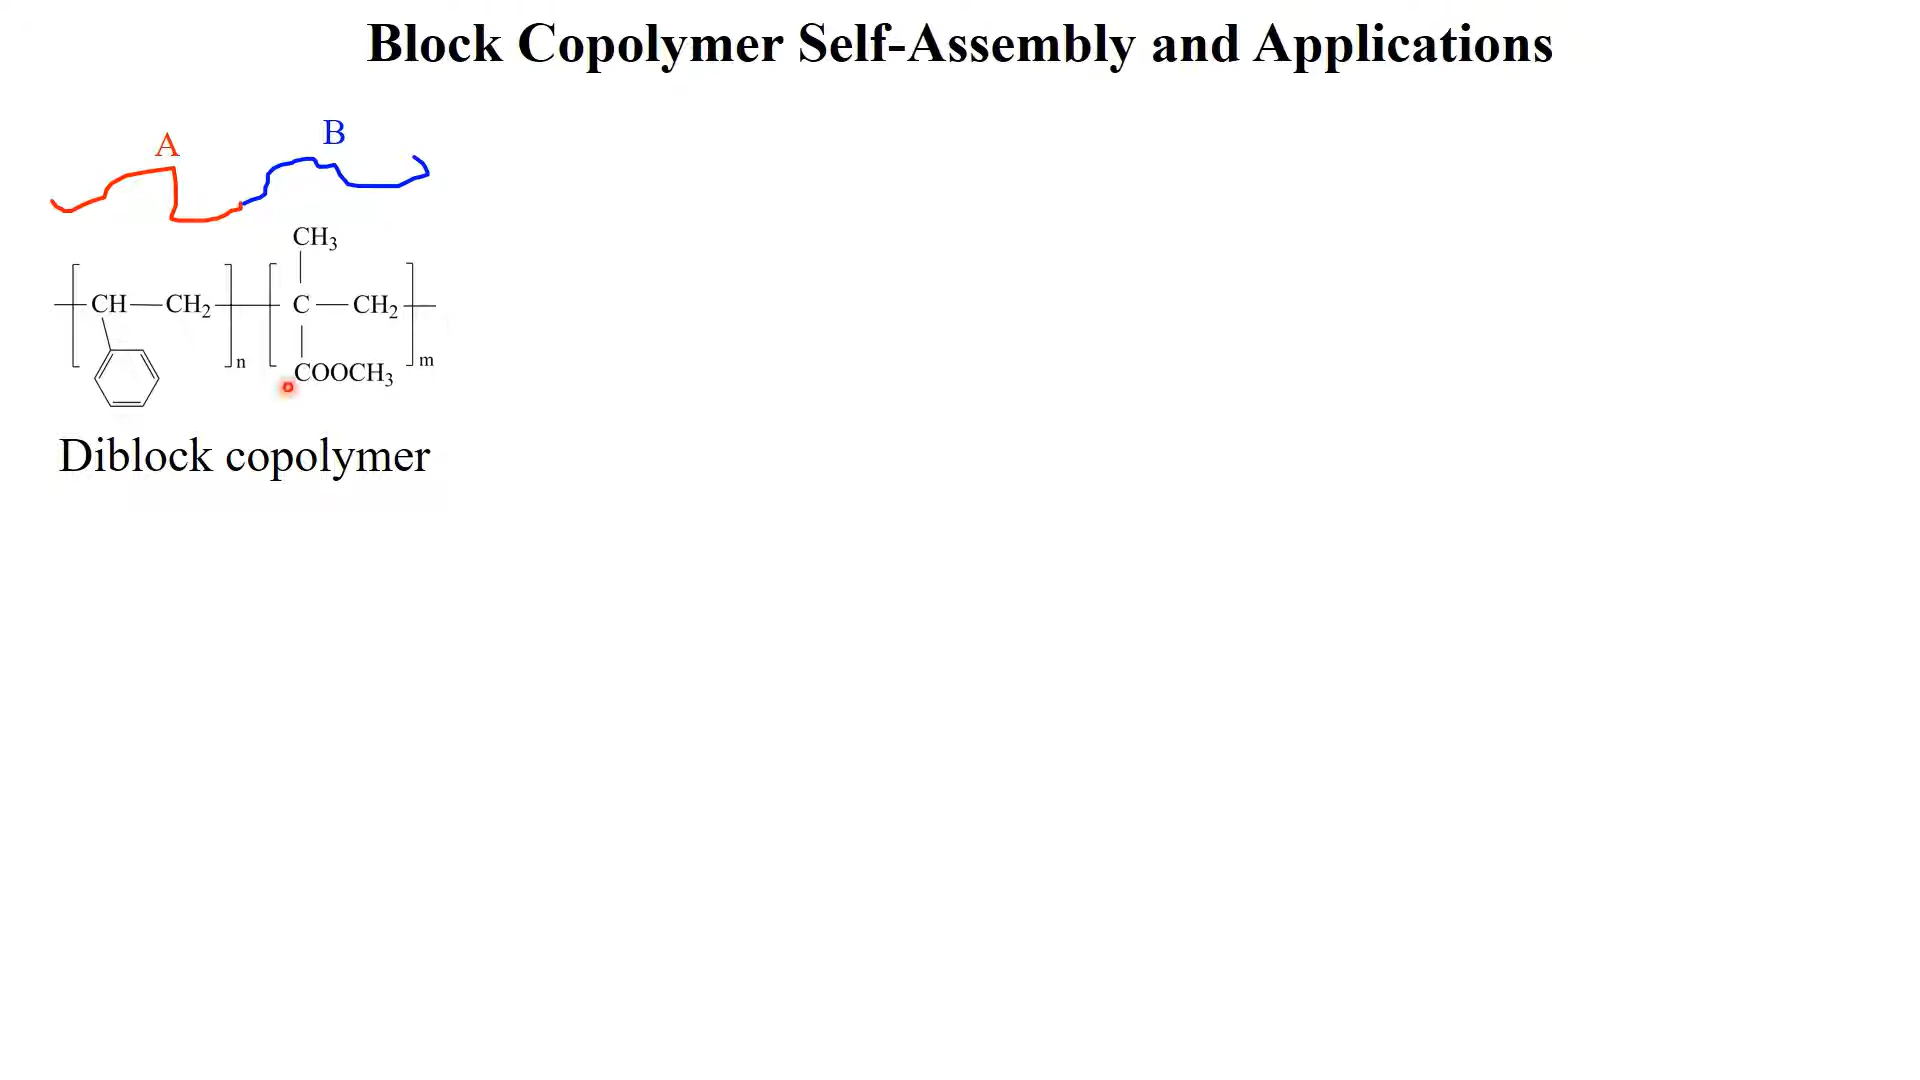 Block Copolymer Self-Assembly and Applications
A
B
CH₃
CH—CH₂
n
C—CH₂
m
COOCH₃
Diblock copolymer